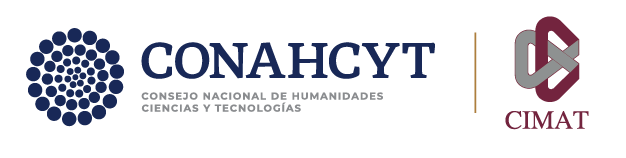 CONAHCYT
CONSEJO NACIONAL DE HUMANIDADES
CIENCIAS Y TECNOLOGÍAS
CIMAT